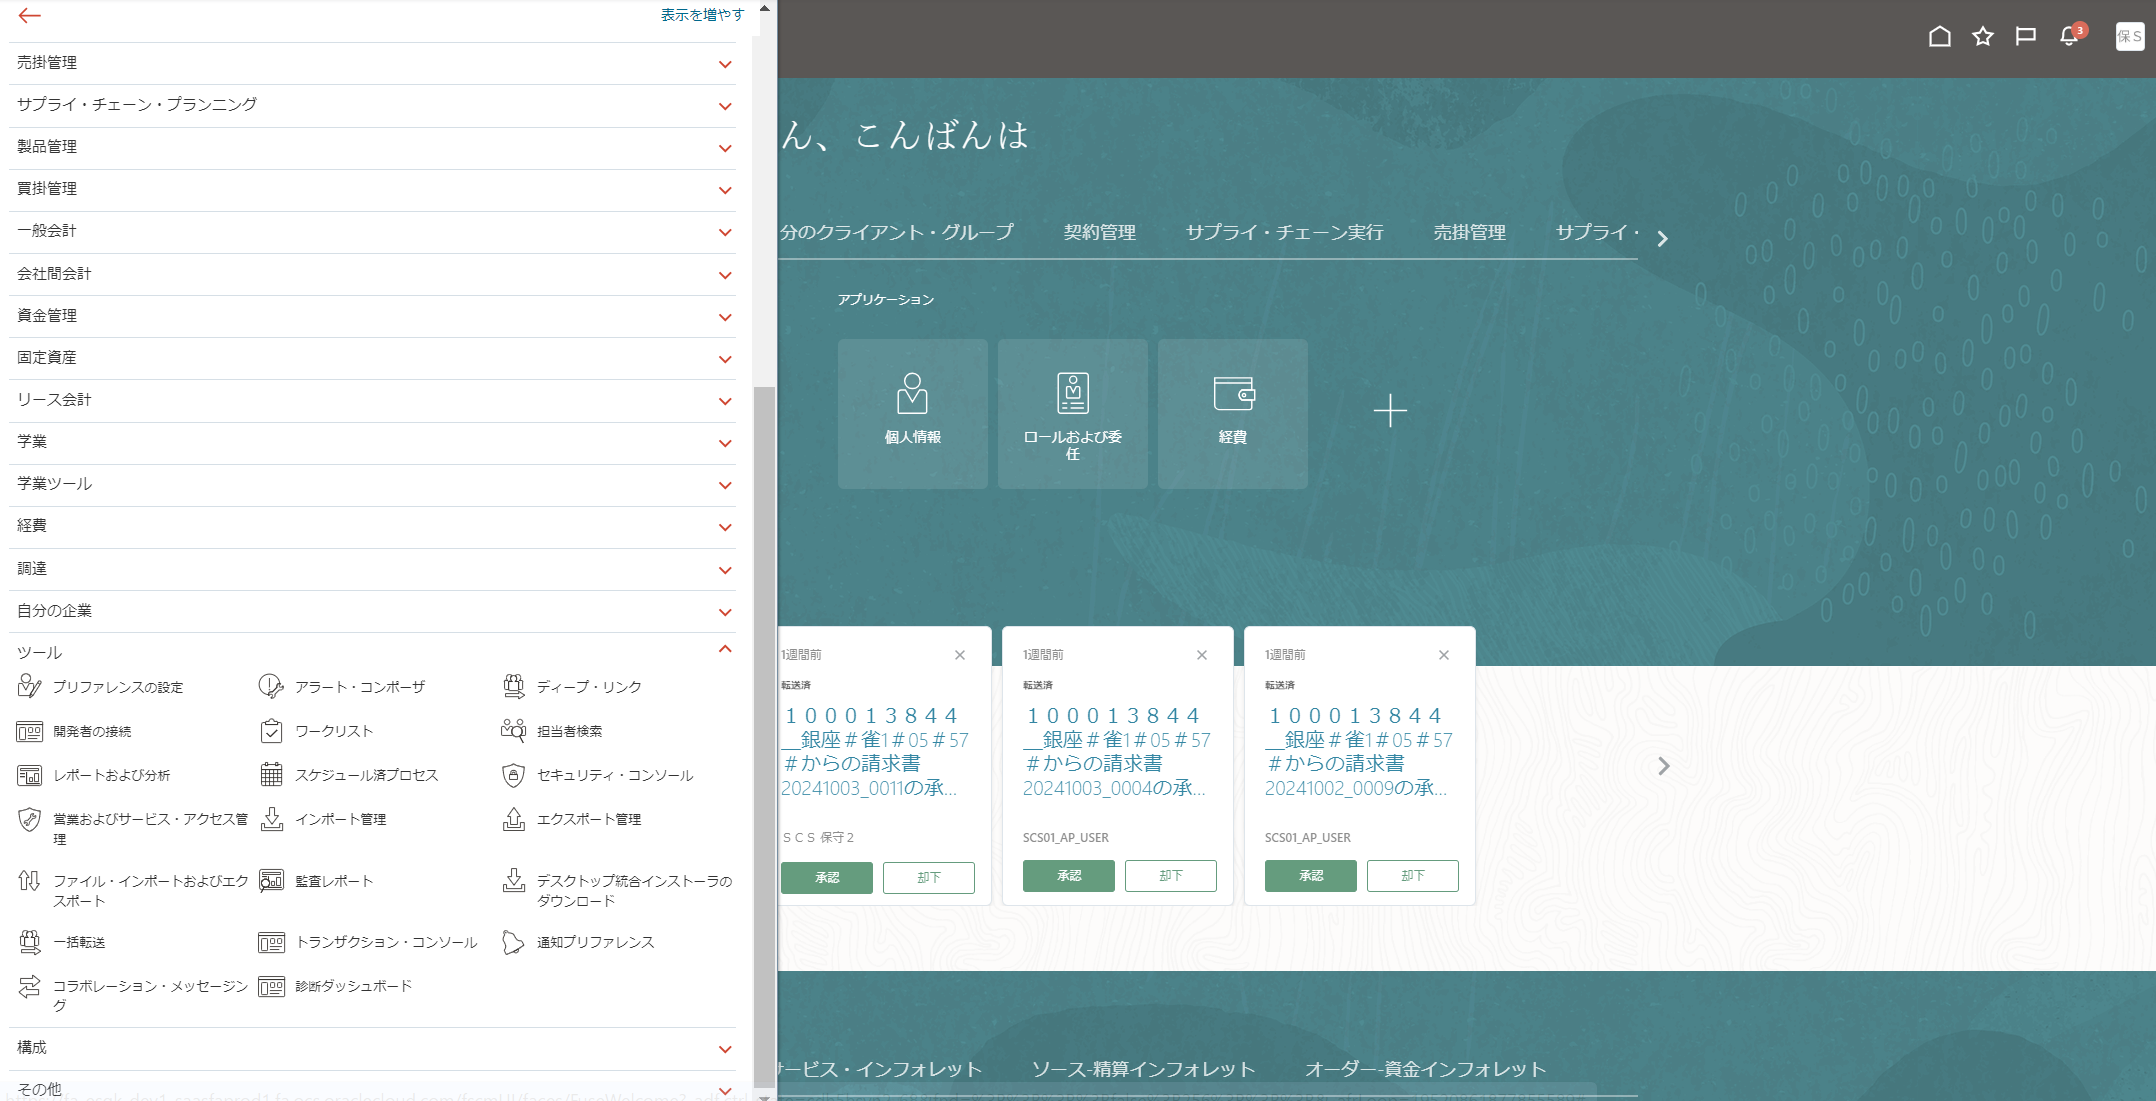 表示を増やす
売掛管理
サプライ・チェーン・プランニング
製品管理
買掛管理
一般会計
会社間会計
資金管理
固定資産
リース会計
学業
学業ツール
経費
調達
自分の企業
ツール
プリファレンスの設定
アラート・コンポーザ
ディープ・リンク
開発者の接続
ワークリスト
担当者検索
レポートおよび分析
スケジュール済プロセス
セキュリティ・コンソール
営業およびサービス・アクセス管
理
インポート管理
エクスポート管理
ファイル・インポートおよびエク
スポート
監査レポート
デスクトップ統合インストーラの
ダウンロード
一括転送
トランザクション・コンソール
通知プリファレンス
コラボレーション・メッセージン
グ
診断ダッシュボード
構成
その他
3
保 S
ん、こんばんは
分のクライアント・グループ
契約管理
サプライ・チェーン実行
売掛管理
サプライ・
アプリケーション
個人情報
ロールおよび委
任
経費
1週間前
転送済
１０００１３８４４
__銀座＃雀1＃05＃57
＃からの請求書
20241003_0011の承...
ＳＣＳ 保守２
承認
却下
1週間前
転送済
１０００１３８４４
__銀座＃雀1＃05＃57
＃からの請求書
20241003_0004の承...
SCS01_AP_USER
承認
却下
1週間前
転送済
１０００１３８４４
__銀座＃雀1＃05＃57
＃からの請求書
20241002_0009の承...
SCS01_AP_USER
承認
却下
ービス・インフォレット
ソース-精算インフォレット
オーダー-資金インフォレット